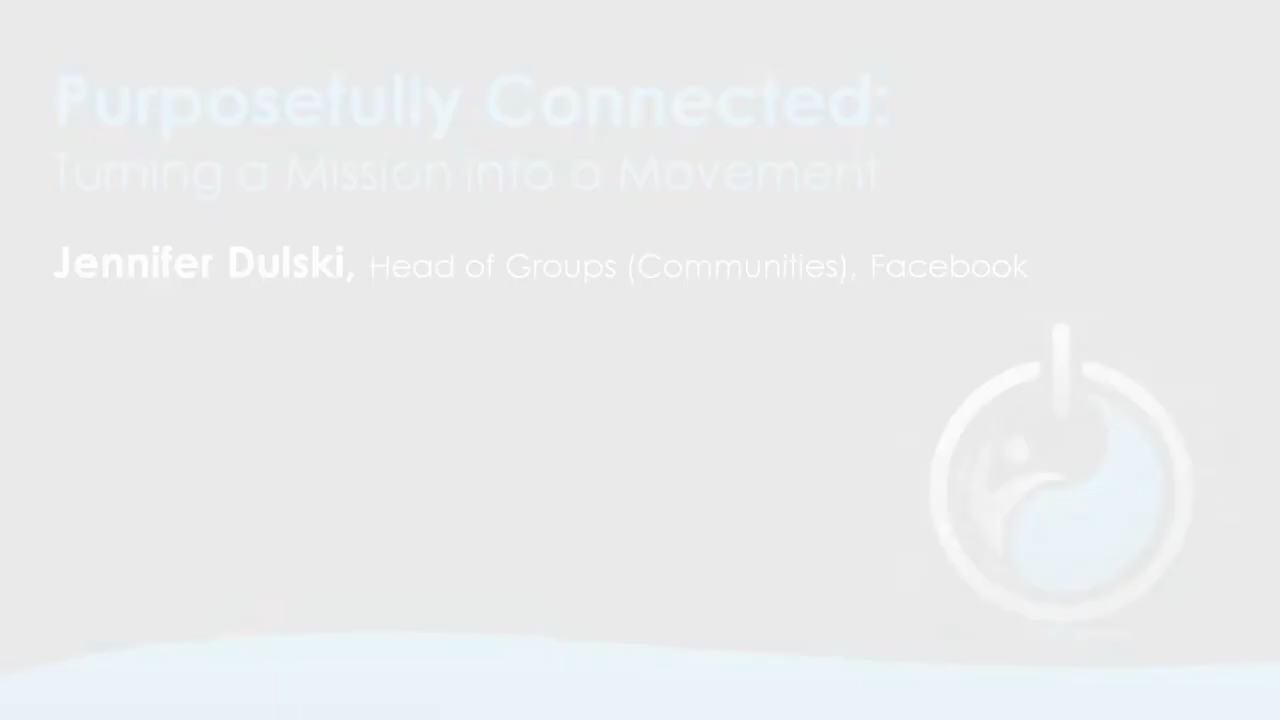 Purposefully Connected:
Turning a Mission into a Movement
Jennifer Dulski, Head of Groups (Communities), Facebook